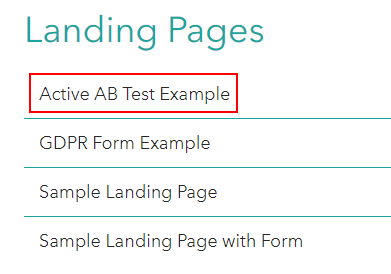 Landing Pages
Active AB Test Example
GDPR Form Example
Sample Landing Page
Sample Landing Page with Form